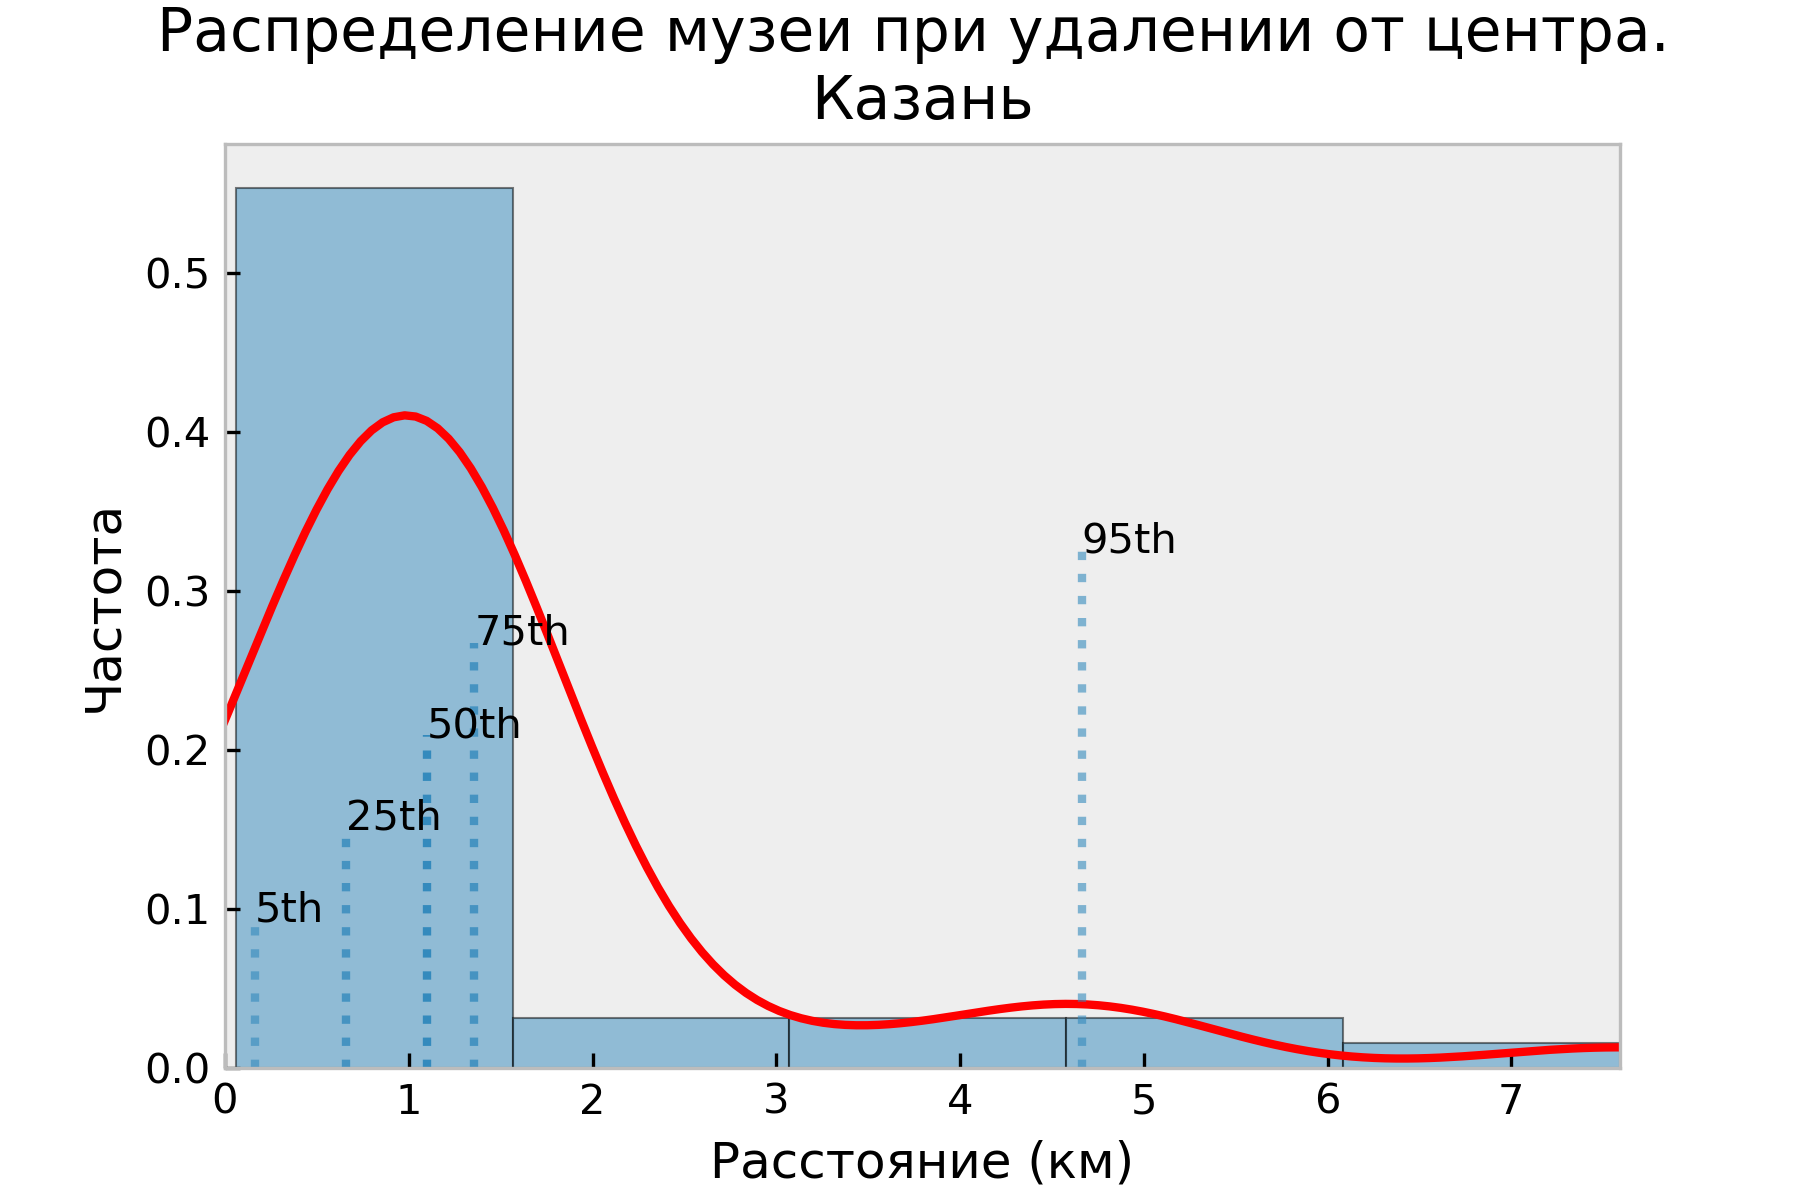 Распределение музеи при удалении от центра.
Казань
Частота
0.5
0.4
0.3
0.2
0.1
0.0
95th
75th
50th
25th
5th
0 1 2 3 4 5 6 7
Расстояние (км)